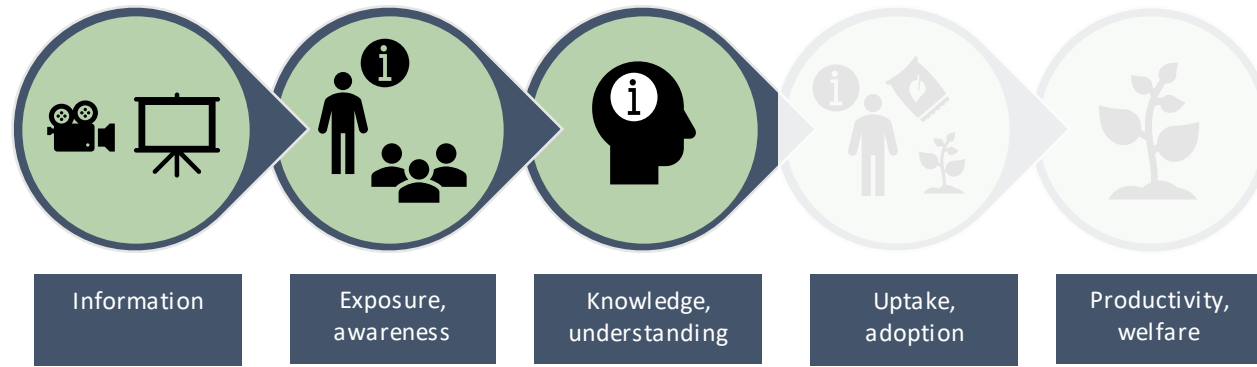 Information
Exposure,
awareness
Knowledge,
understanding
Uptake,
adoption
Productivity,
welfare